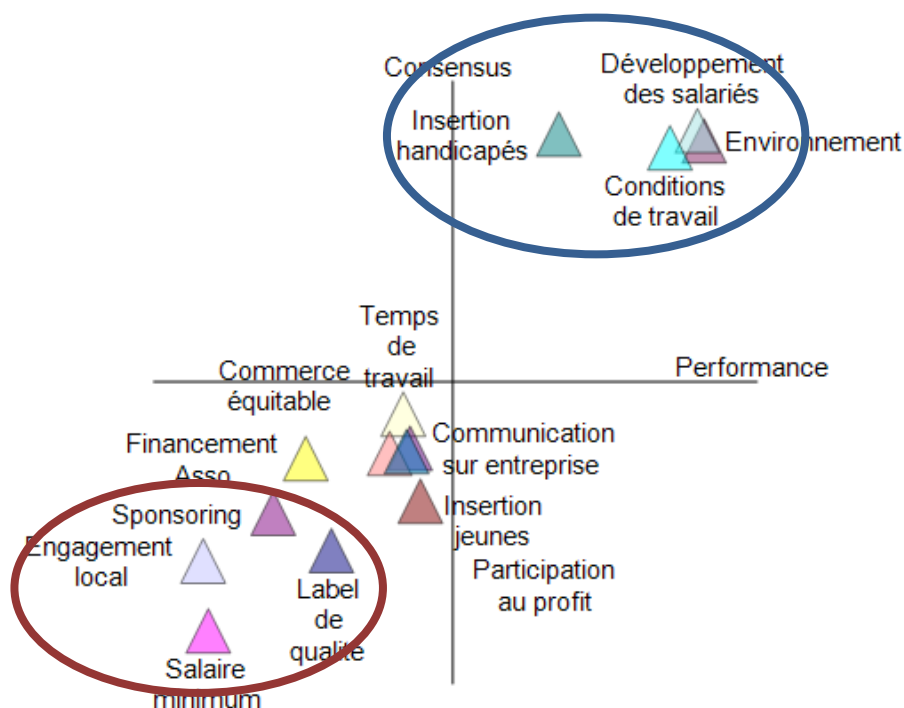 Consensus
Développement
des salariés
Insertion
handicapés
Environnement
Conditions
de travail
Temps
de
travail
Performance
Commerce
équitable
Financement
Asso
Communication
sur entreprise
Sponsoring
Insertion
jeunes
Engagement
local
Participation
au profit
Label
de
qualité
Salaire
minimum